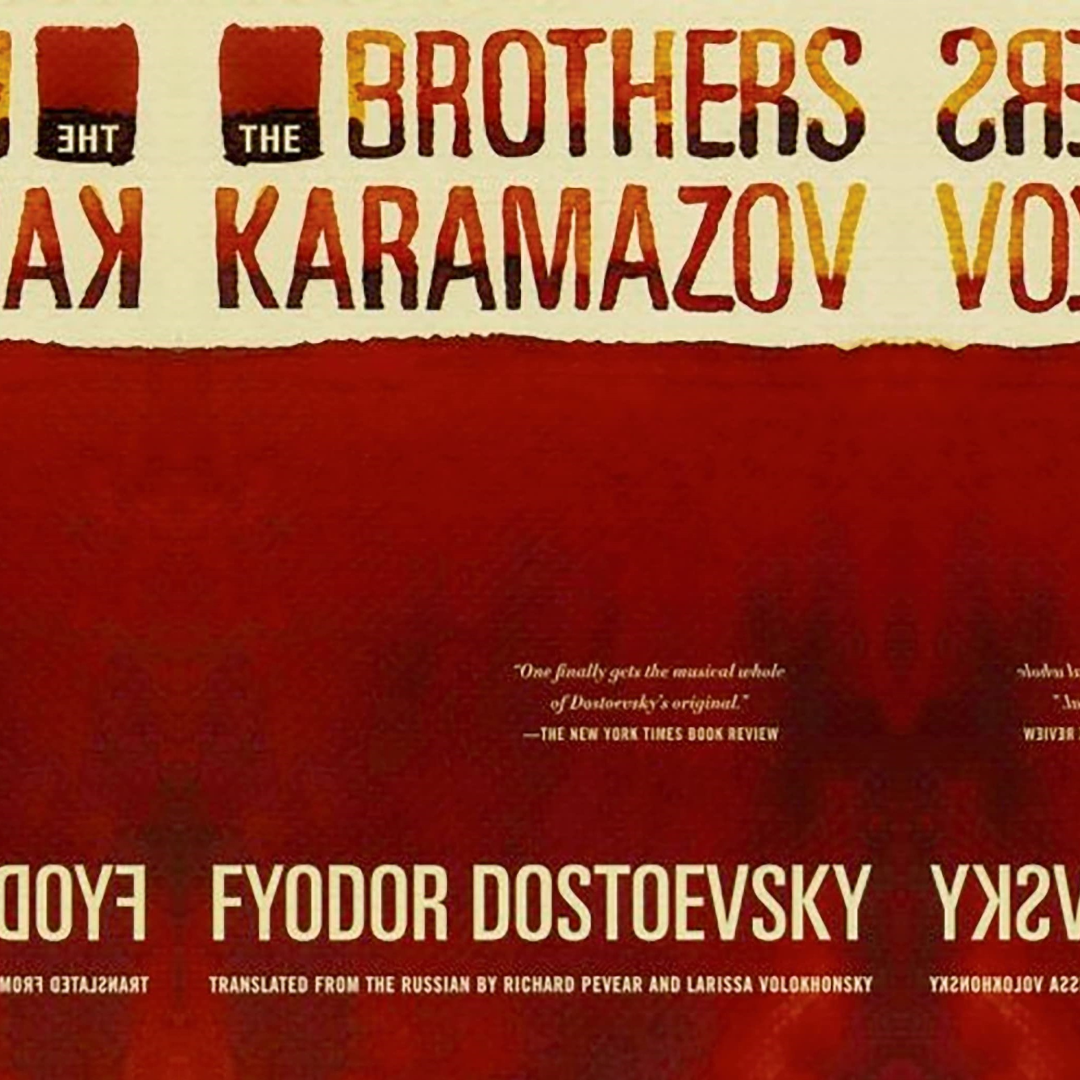 THE BROTHERS
KARAMAZOV
"One finally gets the musical whole
of Dostoevsky's original."
—THE NEW YORK TIMES BOOK REVIEW
FYODOR DOSTOEVSKY
TRANSLATED FROM THE RUSSIAN BY RICHARD PEVEAR AND LARISSA VOLOKHONSKY